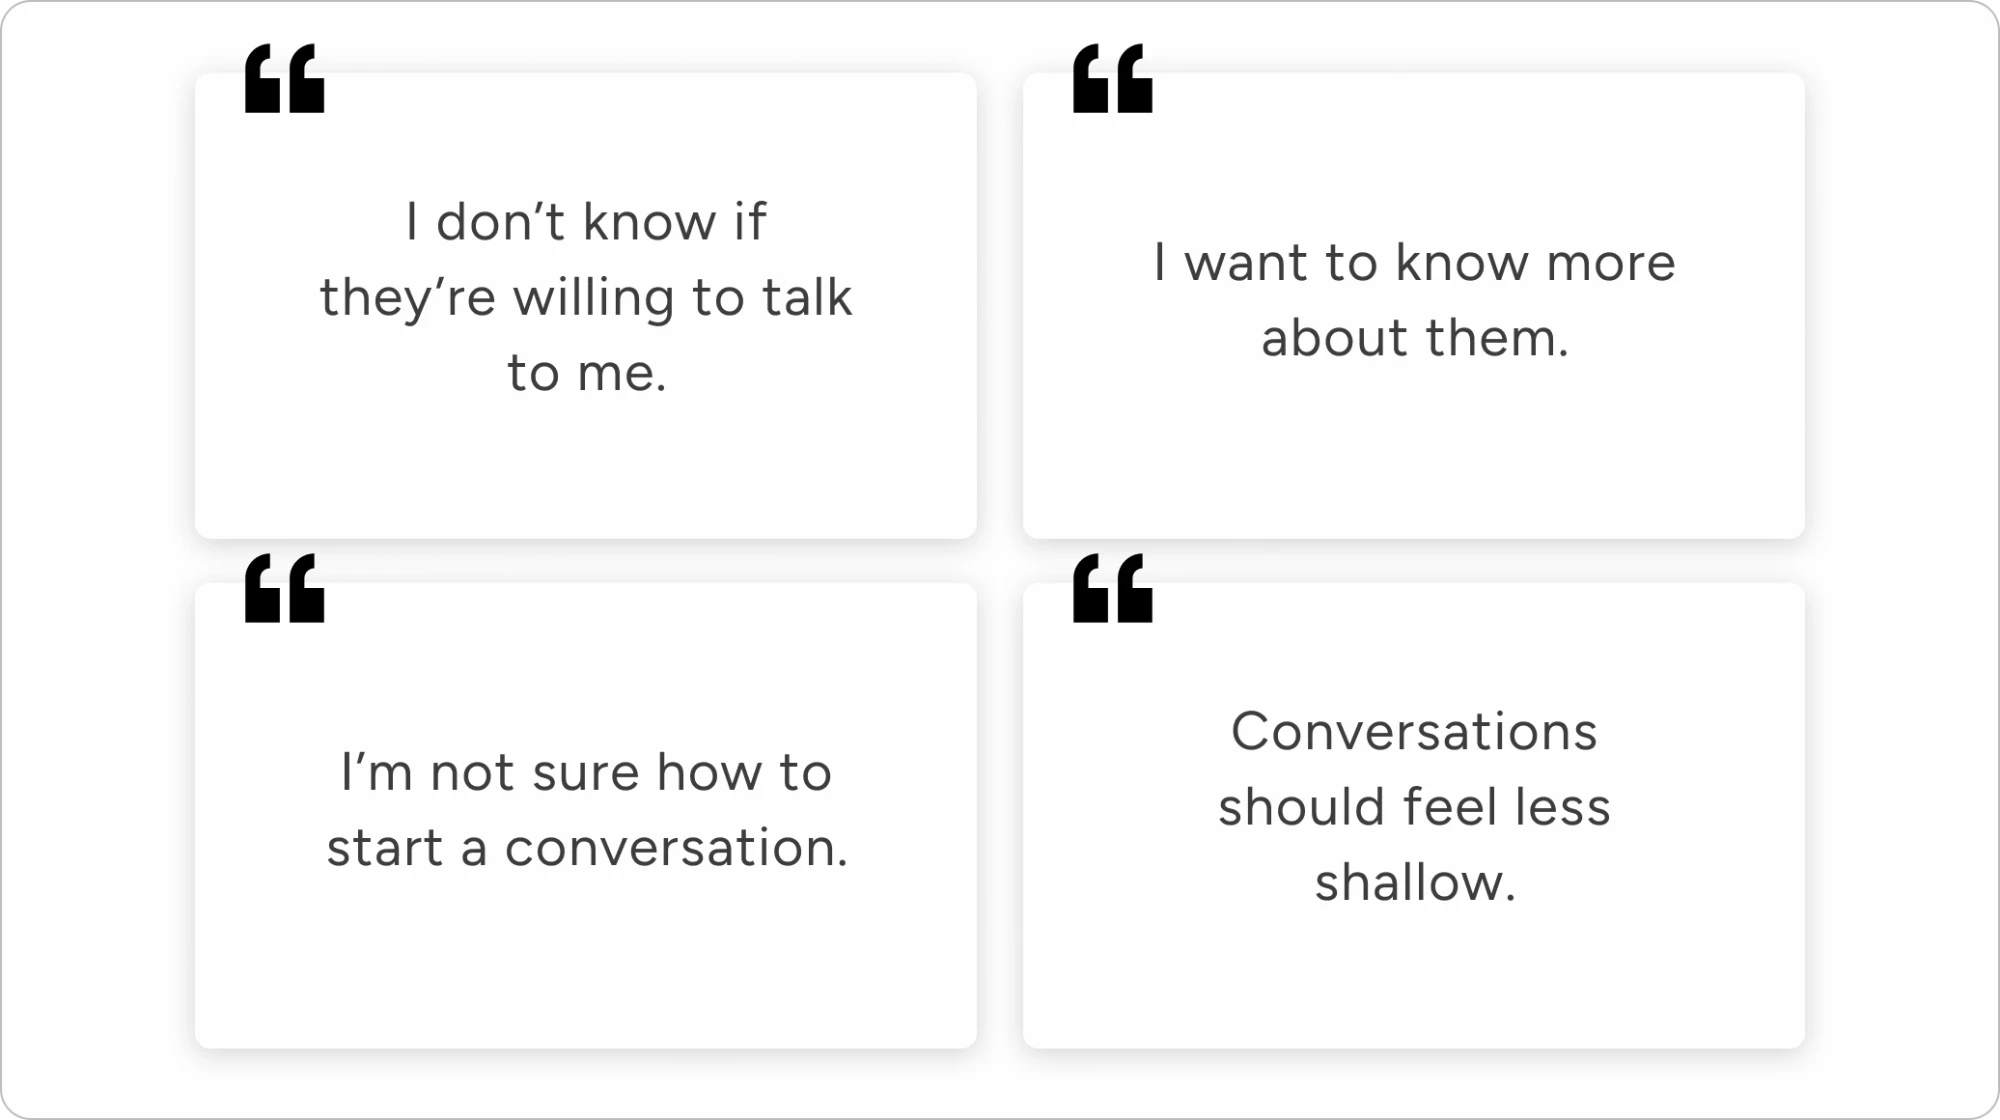 “
I don’t know if
they’re willing to talk
to me.
“
I want to know more
about them.
“
I’m not sure how to
start a conversation.
“
Conversations
should feel less
shallow.